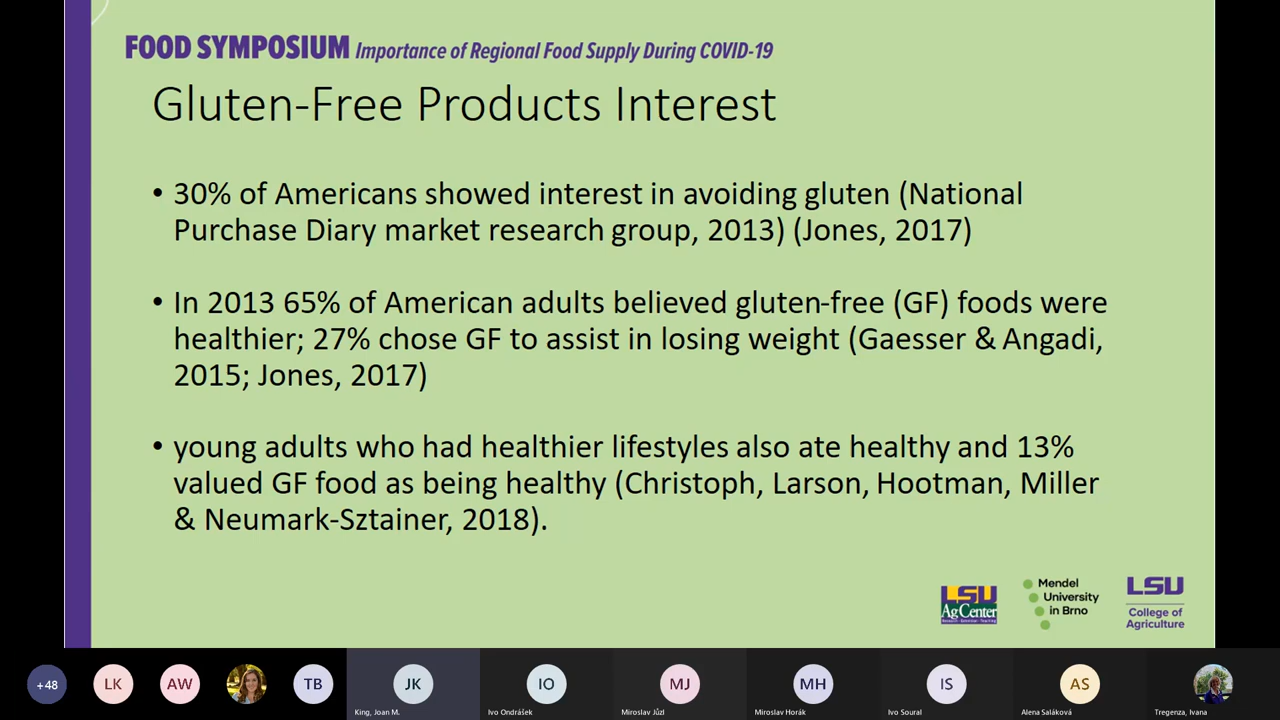 FOOD SYMPOSIUM Importance of Regional Food Supply During COVID-19
Gluten-Free Products Interest
• 30% of Americans showed interest in avoiding gluten (National
Purchase Diary market research group, 2013) (Jones, 2017)
• In 2013 65% of American adults believed gluten-free (GF) foods were
healthier; 27% chose GF to assist in losing weight (Gaesser & Angadi,
2015; Jones, 2017)
• young adults who had healthier lifestyles also ate healthy and 13%
valued GF food as being healthy (Christoph, Larson, Hootman, Miller
& Neumark-Sztainer, 2018).
LSU
AgCenter
Mendel
University
in Brno
LSU
College of
Agriculture
+48
LK
AW
TB
JK
IO
MJ
MH
IS
AS
King, Joan M.
Ivo Ondrášek
Miroslav Jůzl
Miroslav Horák
Ivo Soural
Alena Saláková
Tregenza, Ivana